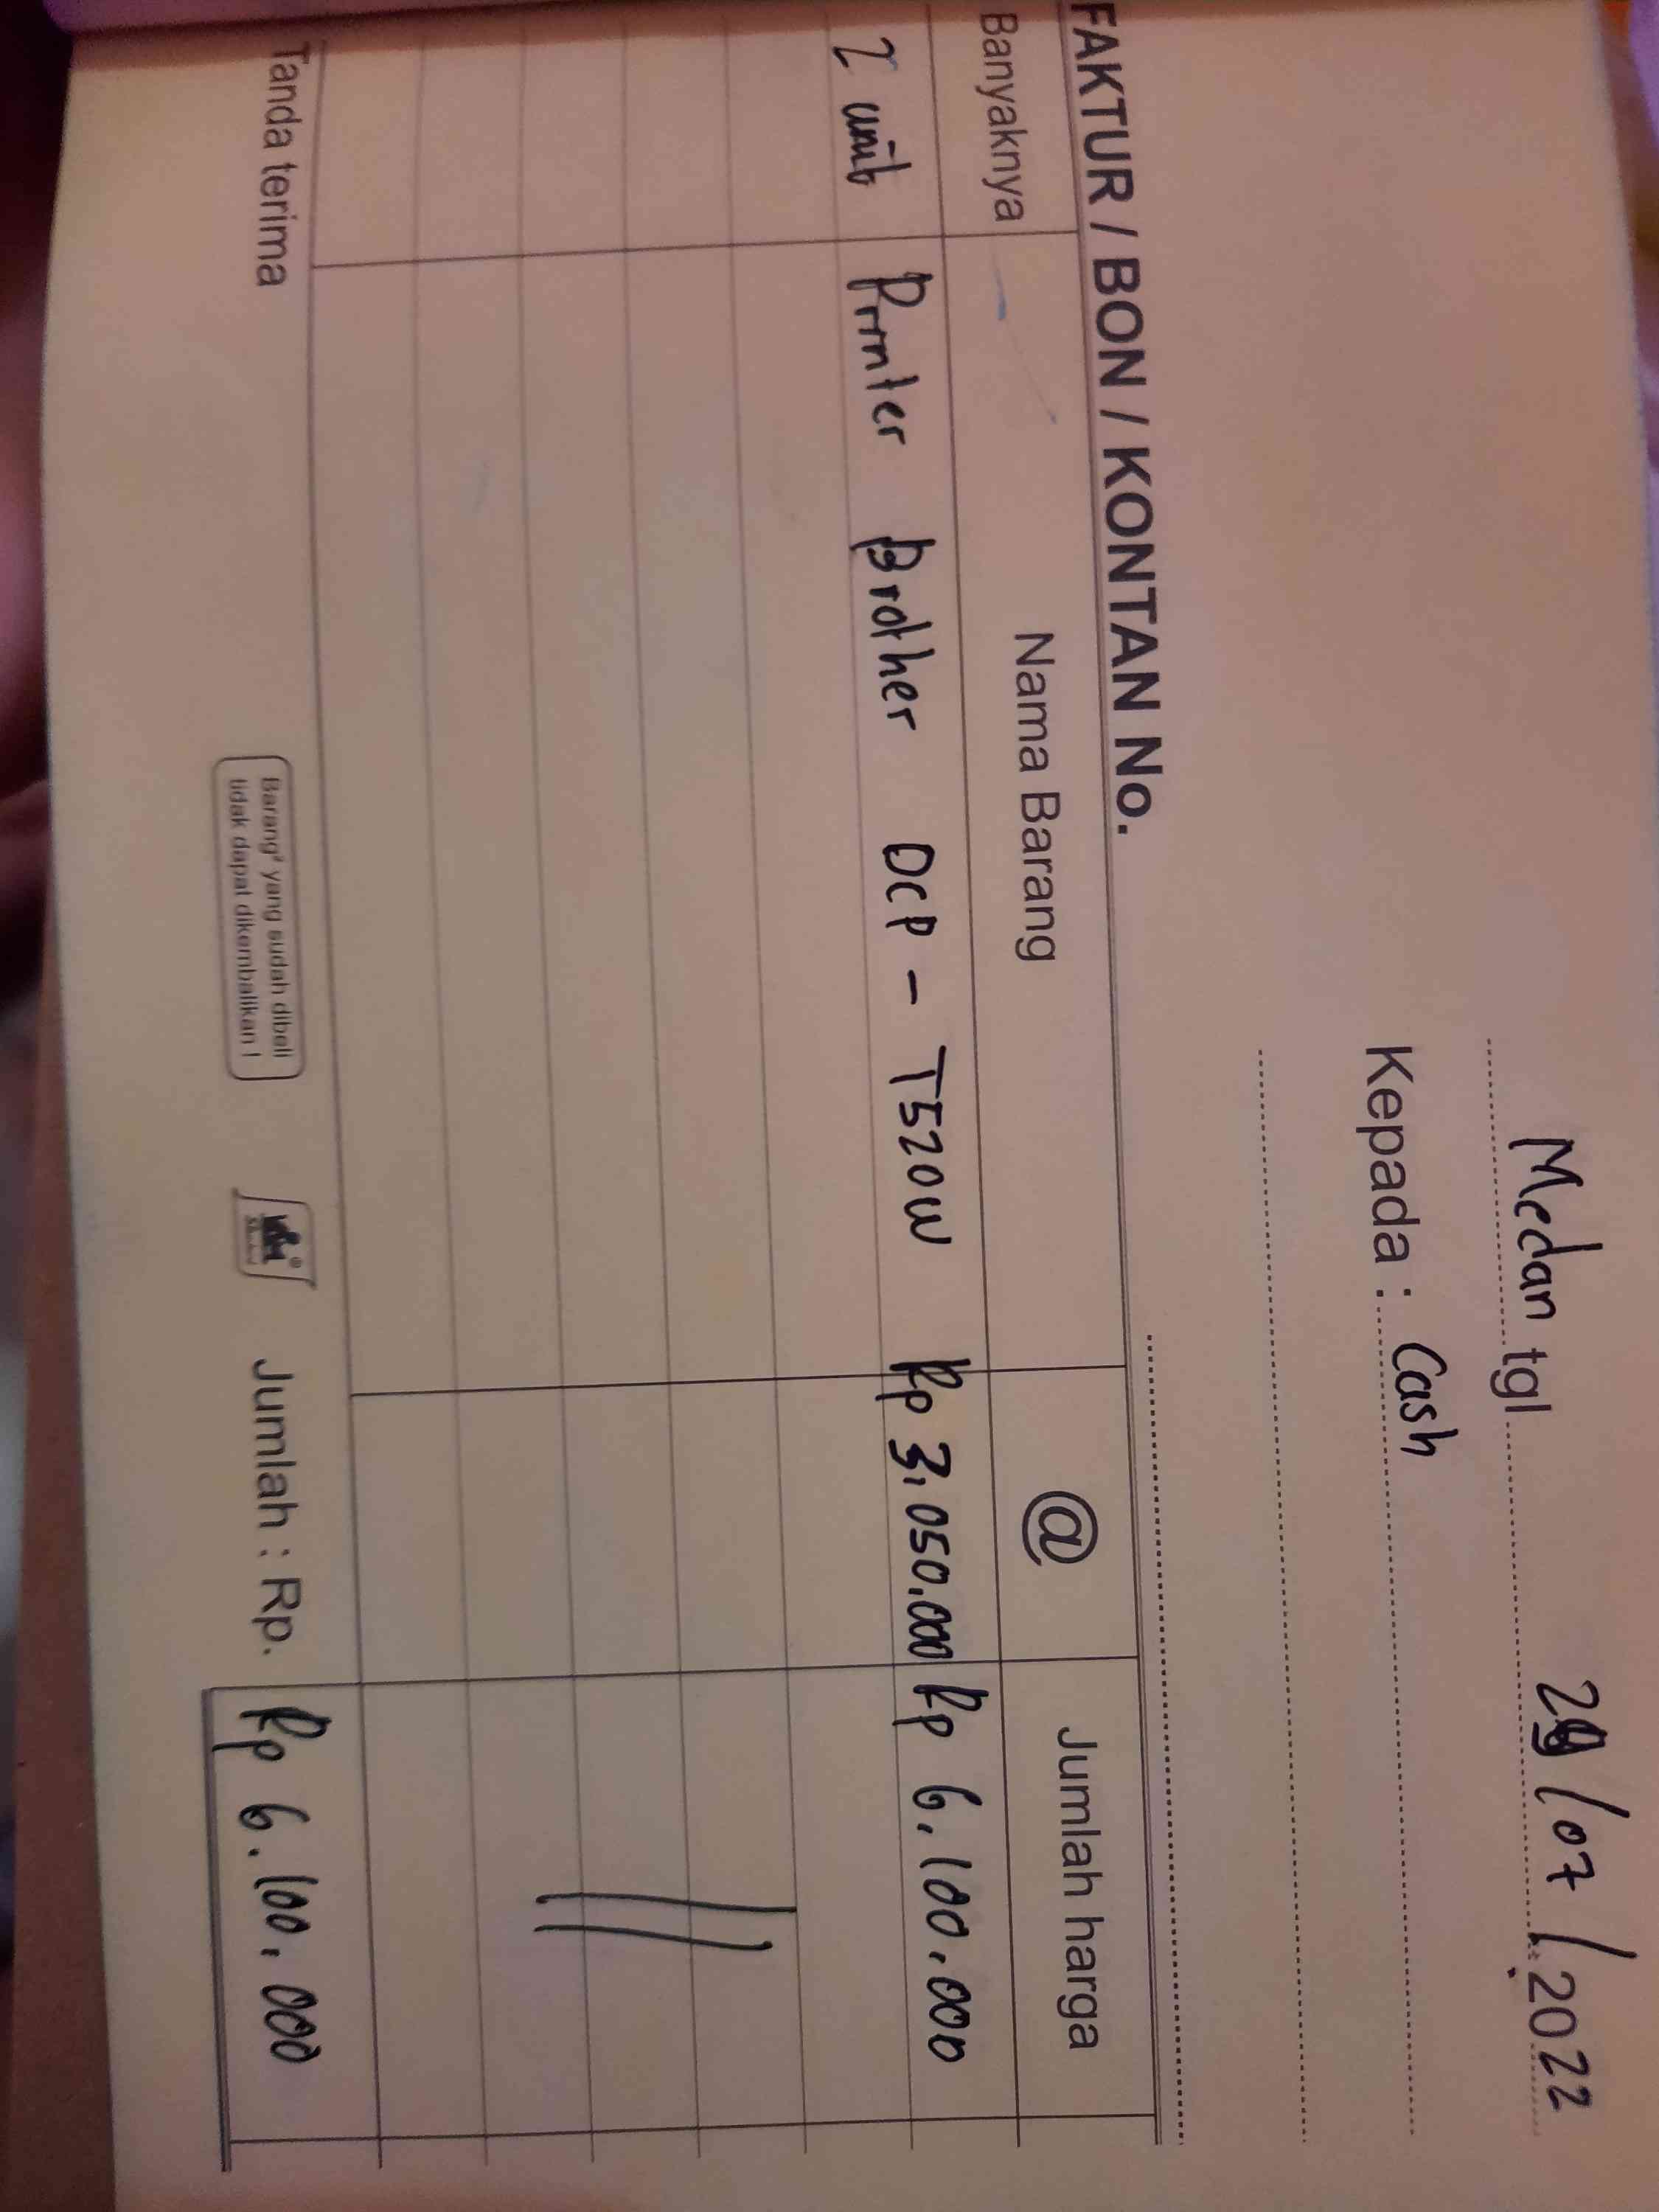 Medan tgl 29/07/2022
Kepada : Cash
FAKTUR / BON / KONTAN No.
Banyaknya Nama Barang @ Jumlah harga
2 unit Printer Brother DCP - T520W Rp 3.050.000 Rp 6.100.000
Tanda terima
Barang² yang sudah dibeli
tidak dapat dikembalikan !
Jumlah : Rp. Rp 6.100.000